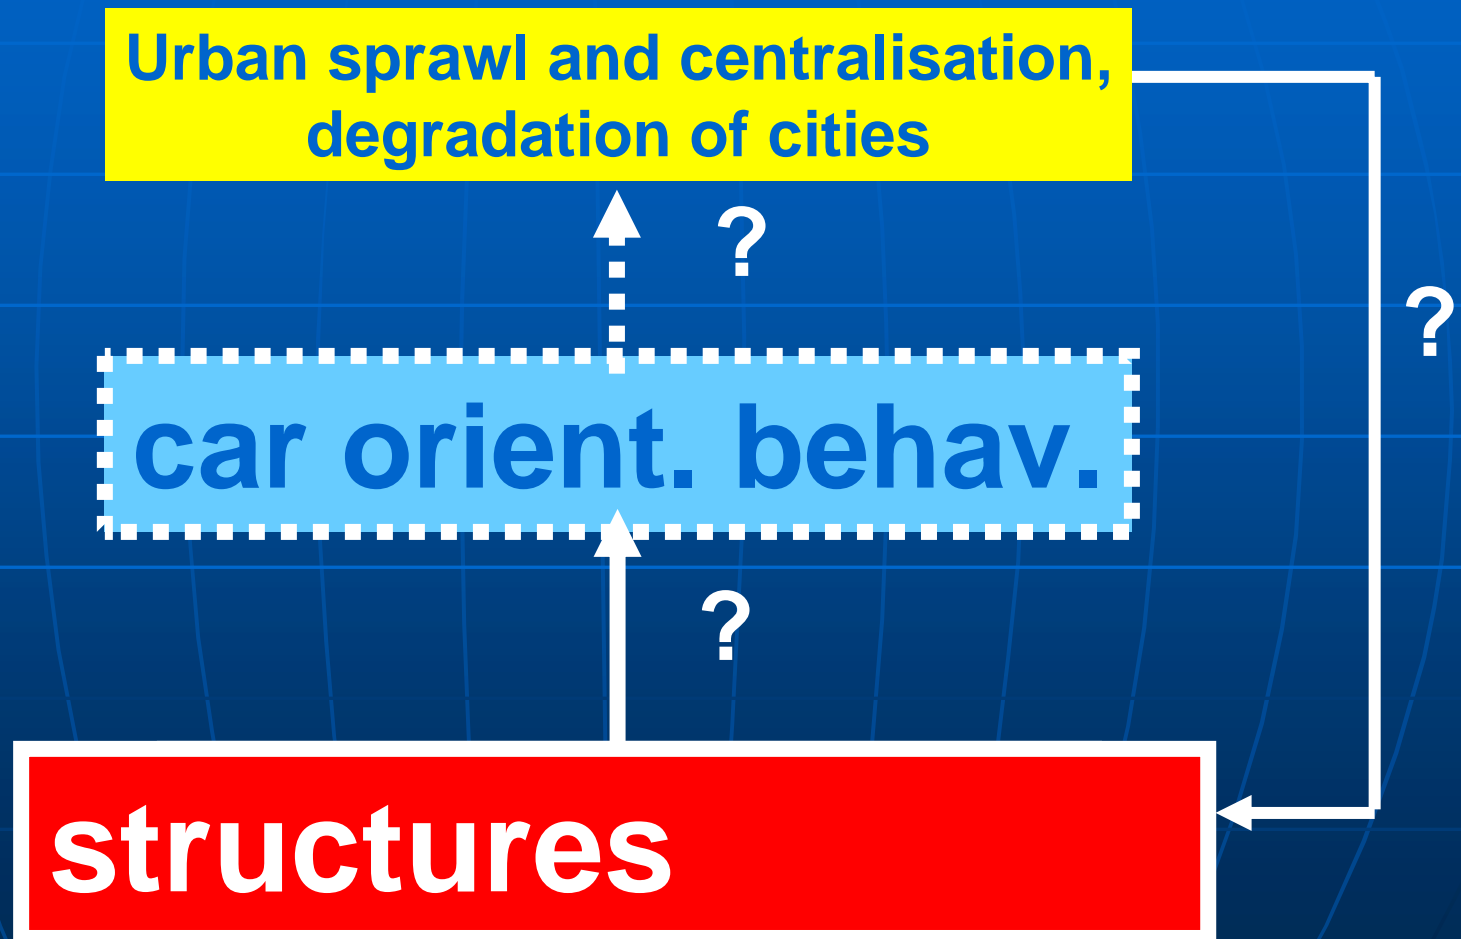 Urban sprawl and centralisation,
degradation of cities
?
?
car orient. behav.
?
structures